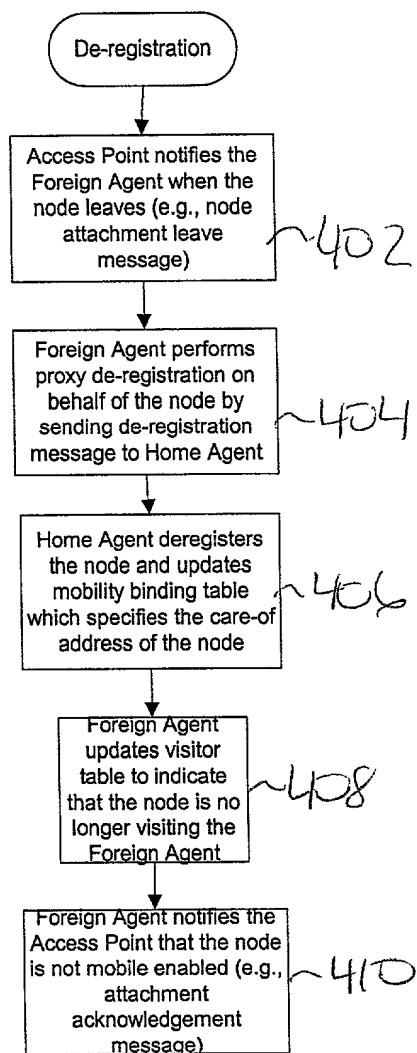 De-registration
Access Point notifies the
Foreign Agent when the
node leaves (e.g., node
attachment leave
message)
402
Foreign Agent performs
proxy de-registration on
behalf of the node by
sending de-registration
message to Home Agent
404
Home Agent deregisters
the node and updates
mobility binding table
which specifies the care-of
address of the node
406
Foreign Agent
updates visitor
table to indicate
that the node is no
longer visiting the
Foreign Agent
408
Foreign Agent notifies the
Access Point that the node
is not mobile enabled (e.g.,
attachment
acknowledgement
message)
410